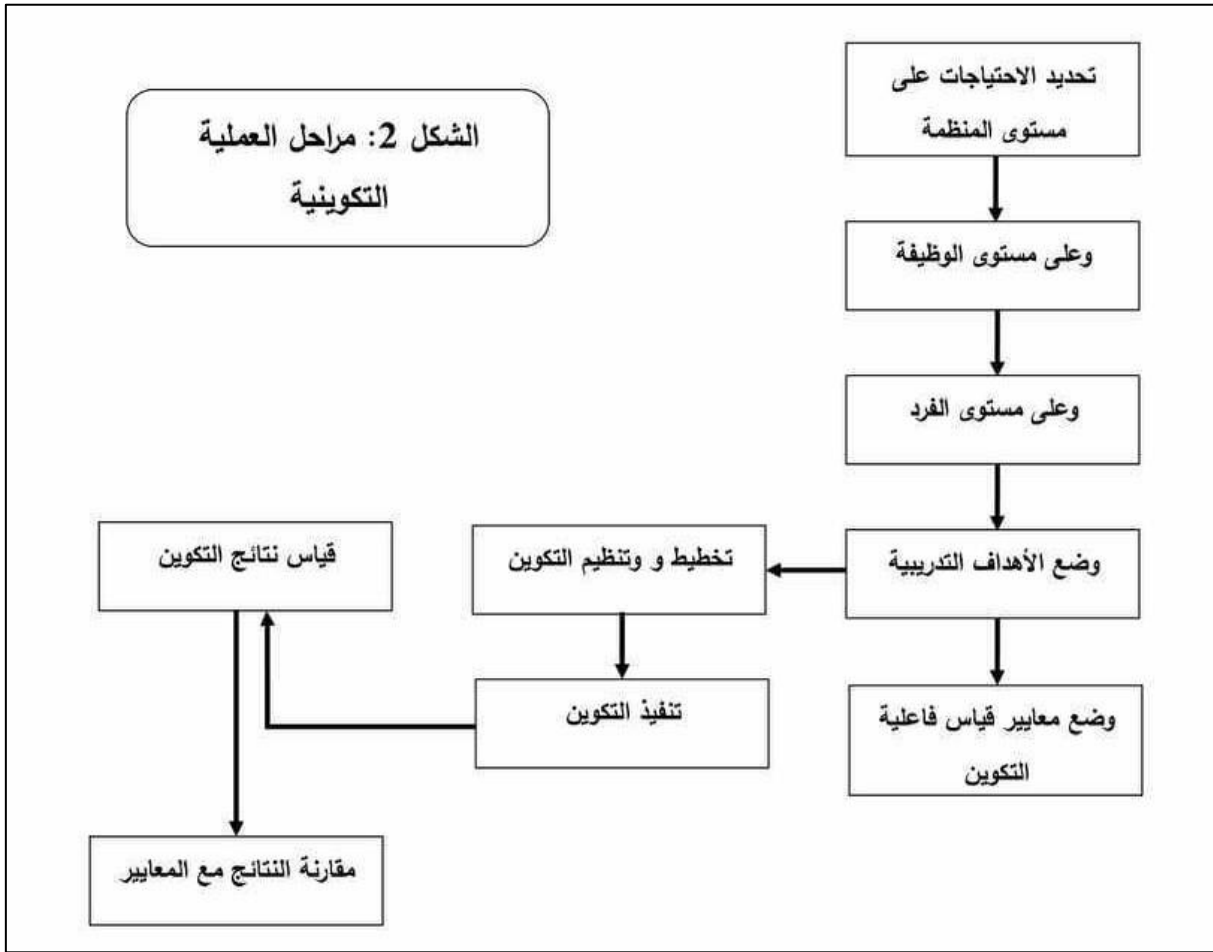 الشكل 2: مراحل العملية
التكوينية
تحديد الاحتياجات على
مستوى المنظمة
وعلى مستوى الوظيفة
وعلى مستوى الفرد
وضع الأهداف التدريبية
تخطيط و وتنظيم التكوين
قياس نتائج التكوين
تنفيذ التكوين
وضع معايير قياس فاعلية
التكوين
مقارنة النتائج مع المعايير